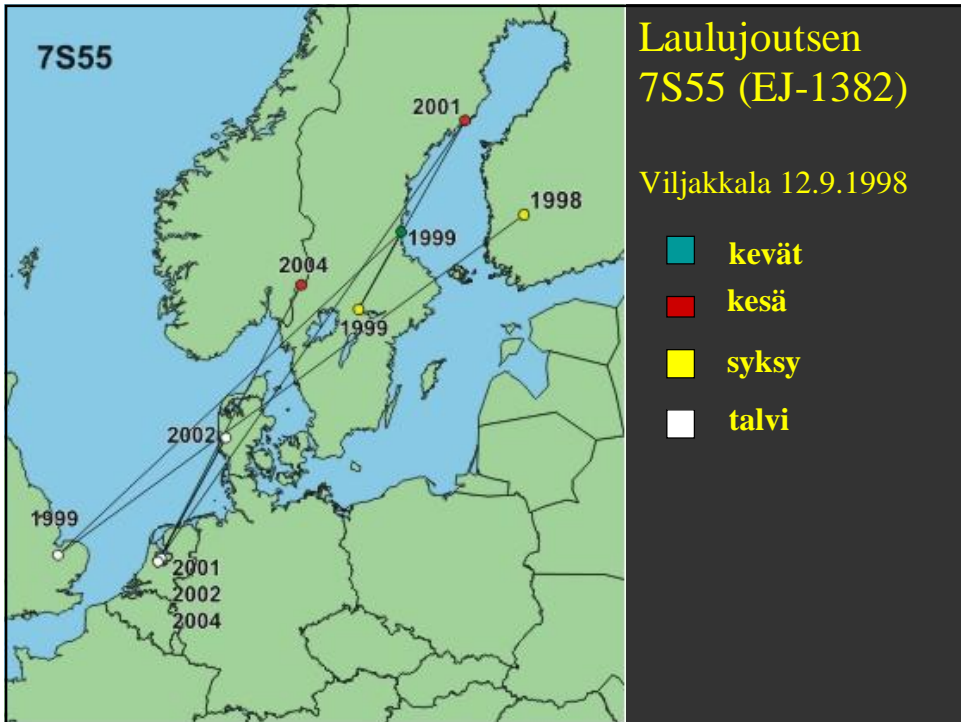 7S55
2001
1998
1999
2004
1999
2002
1999
2001
2002
2004
Laulujoutsen
7S55 (EJ-1382)
Viljakkala 12.9.1998
kevät
kesä
syksy
talvi